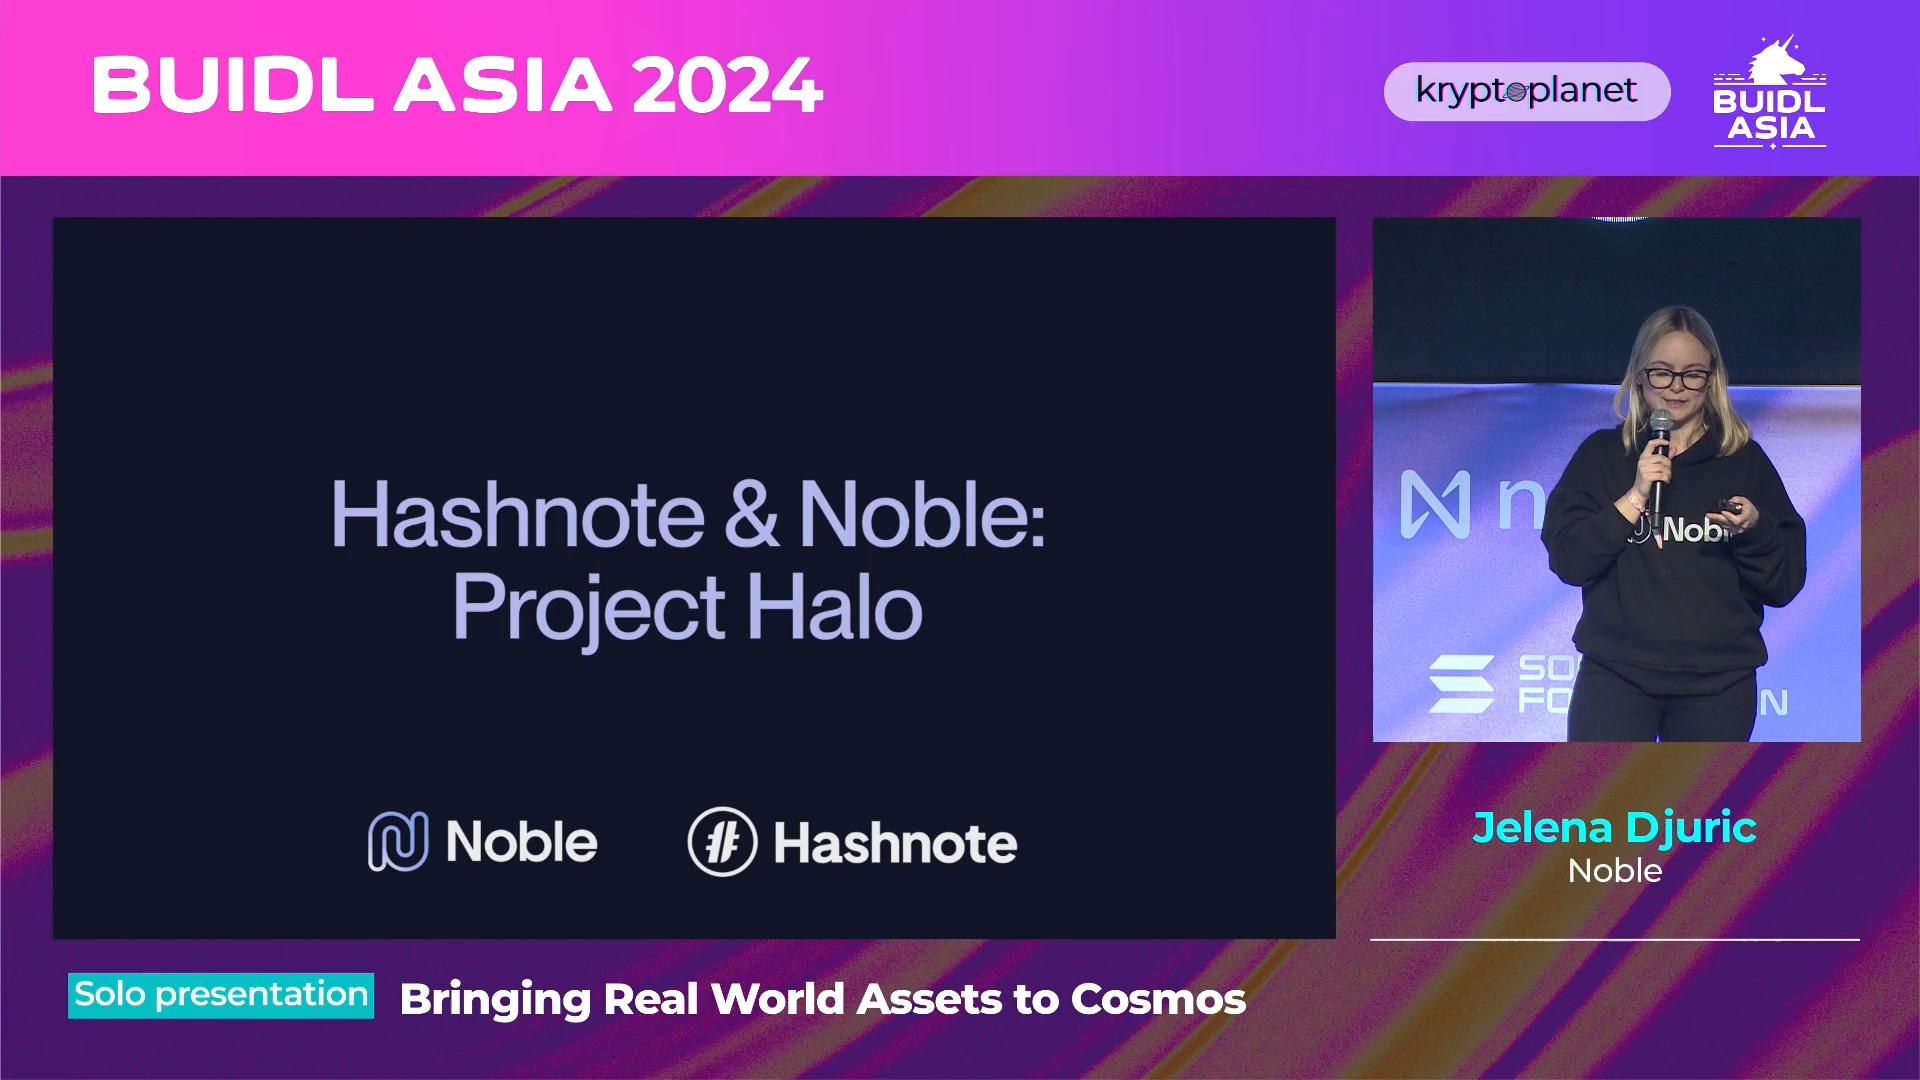 BUIDL ASIA 2024
kryptoplanet
BUIDL
ASIA
Hashnote & Noble:
Project Halo
Noble
Hashnote
Jelena Djuric
Noble
Solo presentation
Bringing Real World Assets to Cosmos